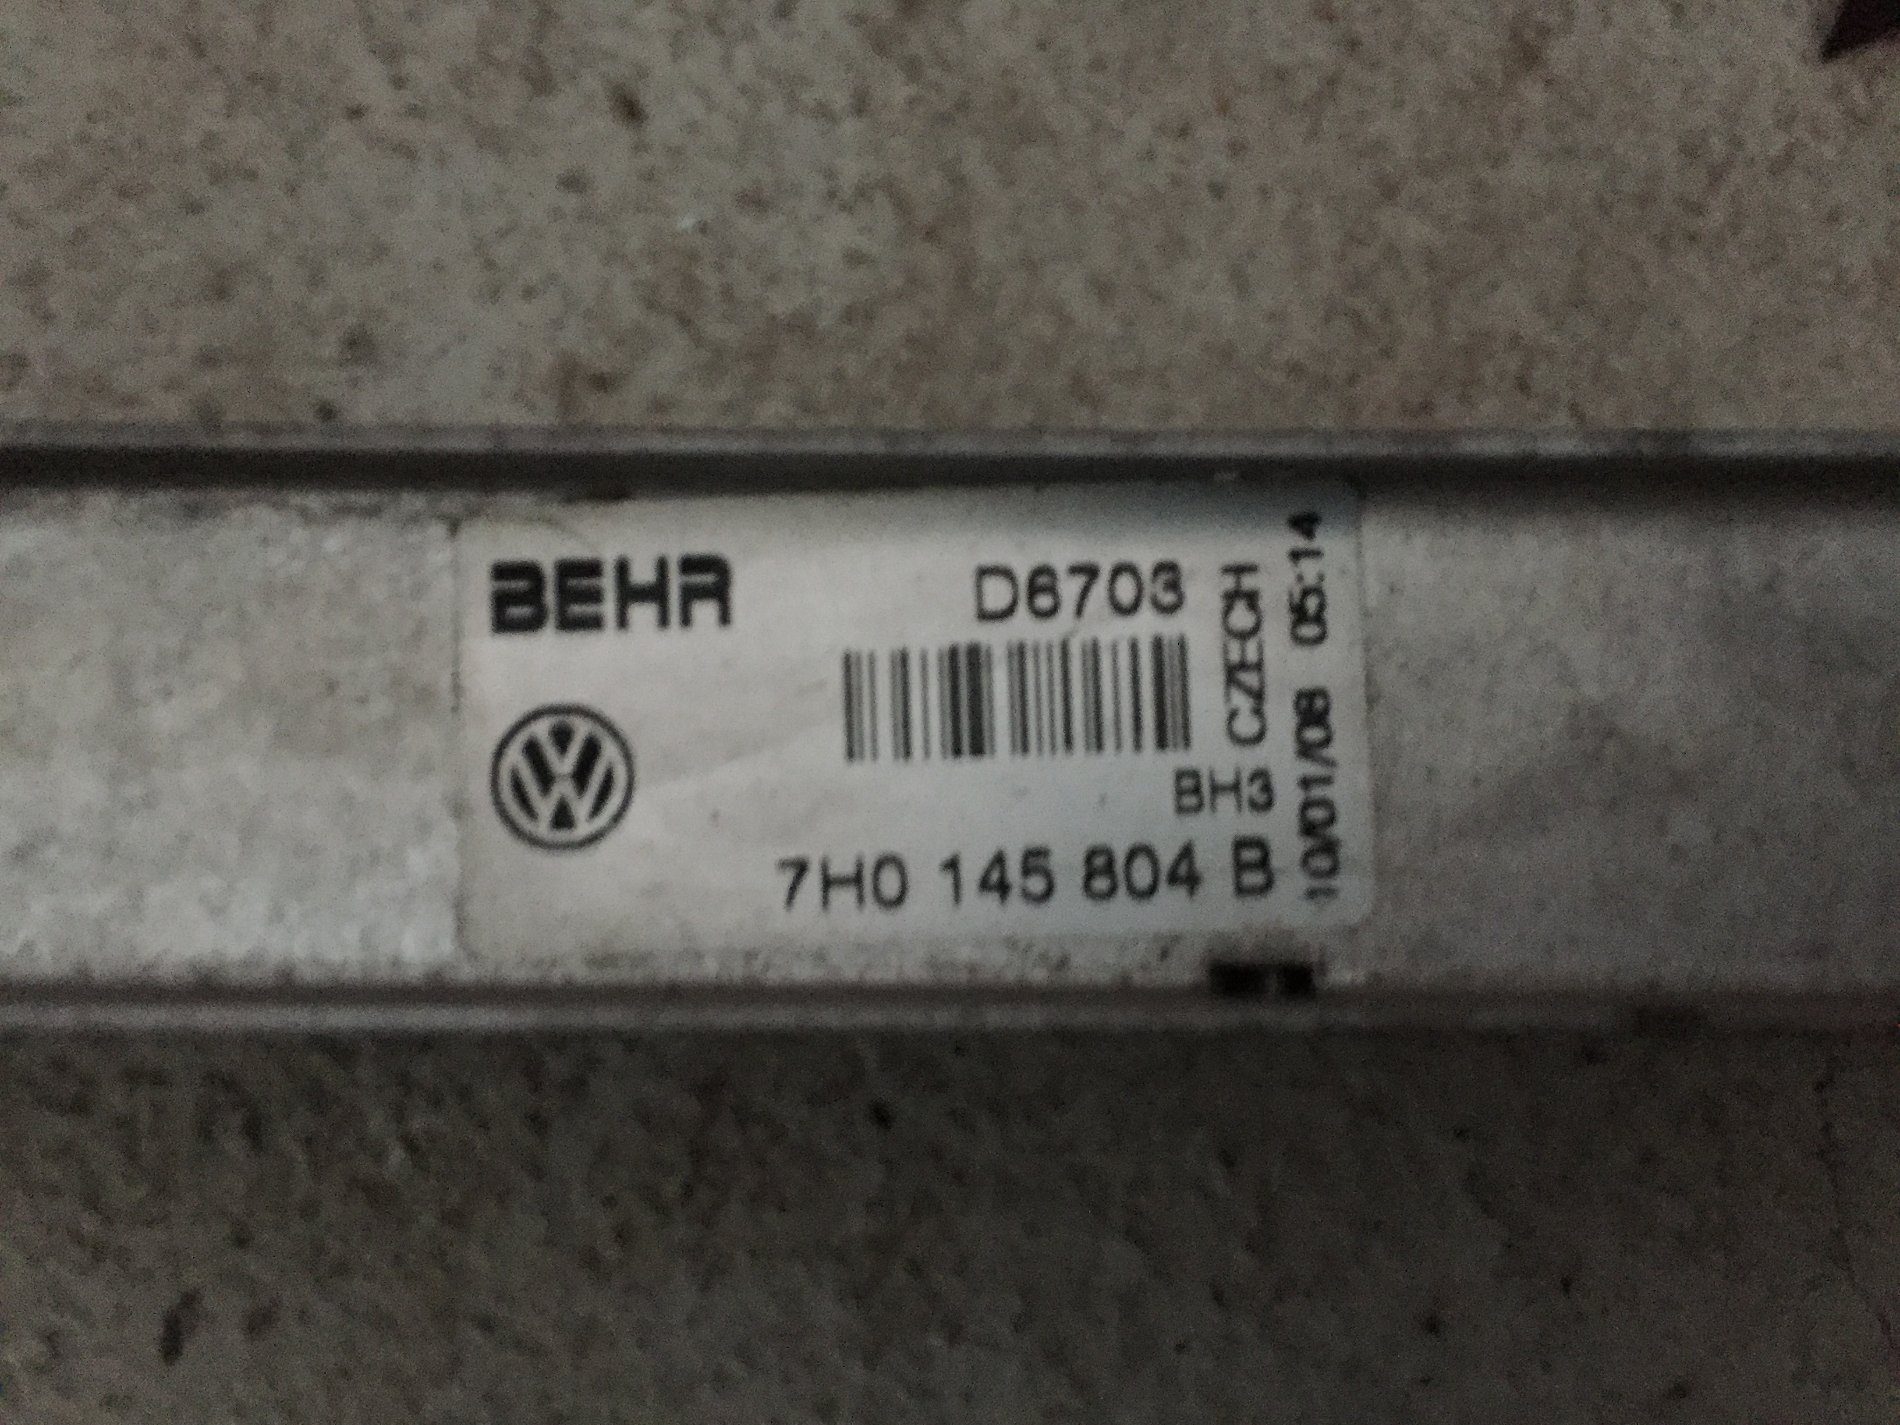 BEHR
D6703
BH3
7H0 145 804 B
CZECH
10/01/08 05:14